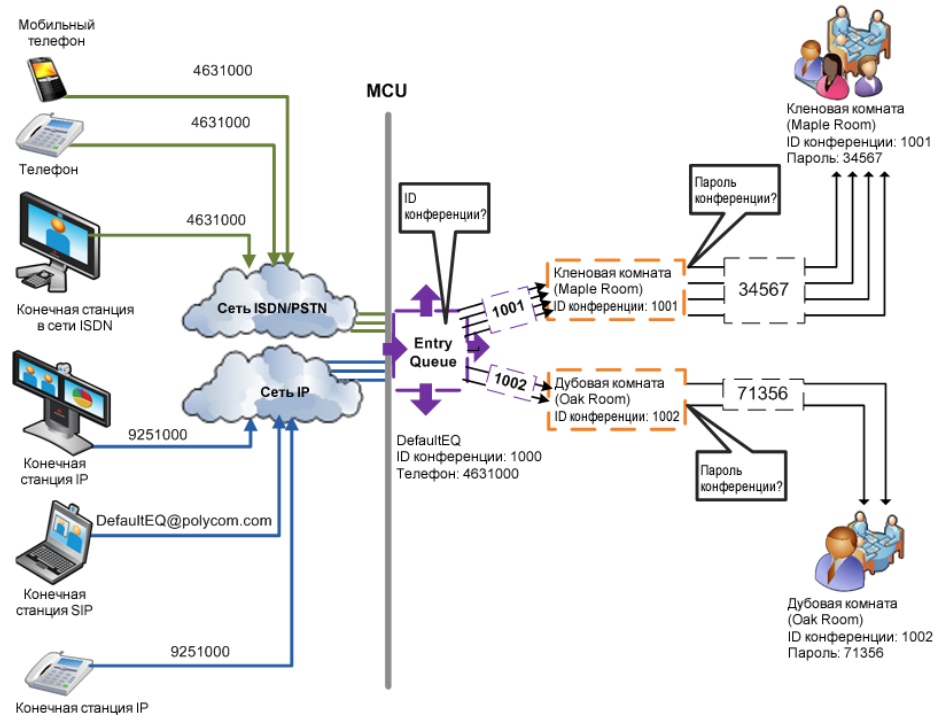 Мобильный
телефон
4631000
4631000
Телефон
4631000
Конечная станция
в сети ISDN
Сеть ISDN/PSTN
Сеть IP
9251000
Конечная
станция IP
DefaultEQ@polycom.com
Конечная
станция SIP
9251000
Конечная станция IP
MCU
ID
конференции?
Entry
Queue
DefaultEQ
ID конференции: 1000
Телефон: 4631000
1001
1002
Кленовая комната
(Maple Room)
ID конференции: 1001
Пароль
конференции?
34567
Дубовая комната
(Oak Room)
ID конференции: 1002
71356
Пароль
конференции?
Кленовая комната
(Maple Room)
ID конференции: 1001
Пароль: 34567
Дубовая комната
(Oak Room)
ID конференции: 1002
Пароль: 71356